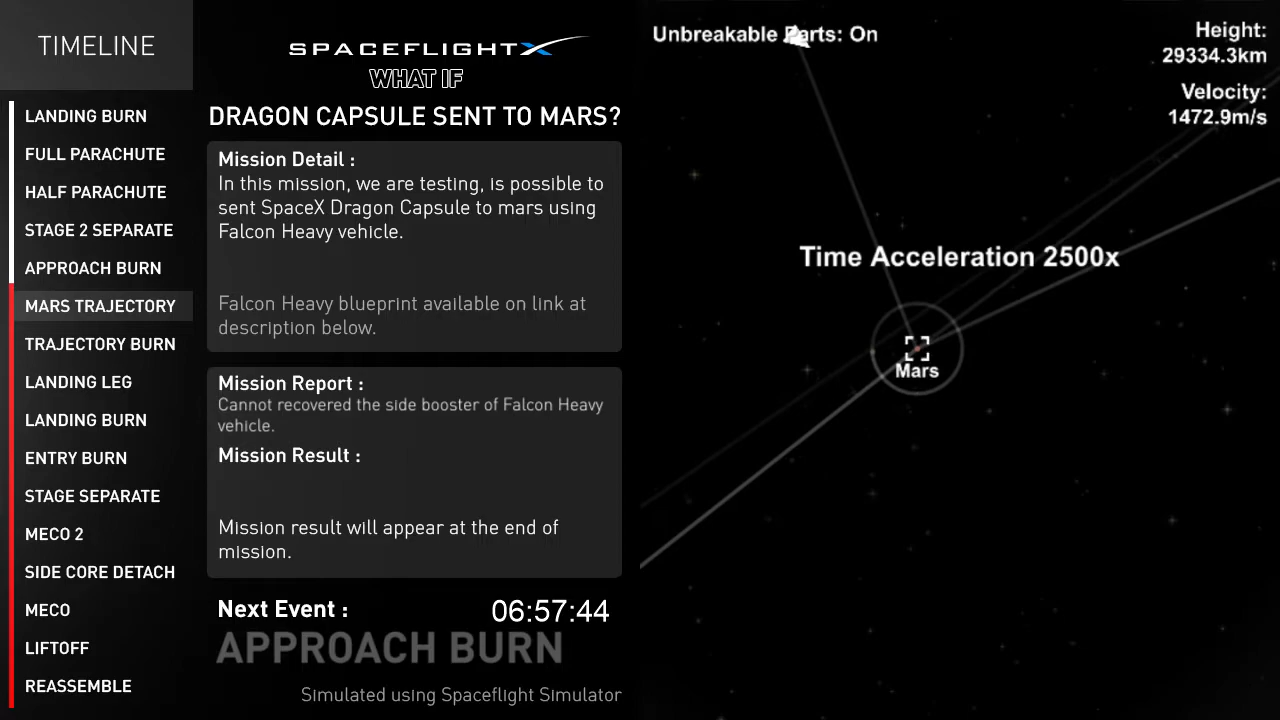 TIMELINE
LANDING BURN
FULL PARACHUTE
HALF PARACHUTE
STAGE 2 SEPARATE
APPROACH BURN
MARS TRAJECTORY
TRAJECTORY BURN
LANDING LEG
LANDING BURN
ENTRY BURN
STAGE SEPARATE
MECO 2
SIDE CORE DETACH
MECO
LIFTOFF
REASSEMBLE
SPACEFLIGHTX
WHAT IF
DRAGON CAPSULE SENT TO MARS?
Mission Detail :
In this mission, we are testing, is possible to
sent SpaceX Dragon Capsule to mars using
Falcon Heavy vehicle.
Falcon Heavy blueprint available on link at
description below.
Mission Report :
Cannot recovered the side booster of Falcon Heavy
vehicle.
Mission Result :
Mission result will appear at the end of
mission.
Next Event :
06:57:44
APPROACH BURN
Simulated using Spaceflight Simulator
Unbreakable Parts: On
Height:
29334.3km
Velocity:
1472.9m/s
Time Acceleration 2500x
Mars